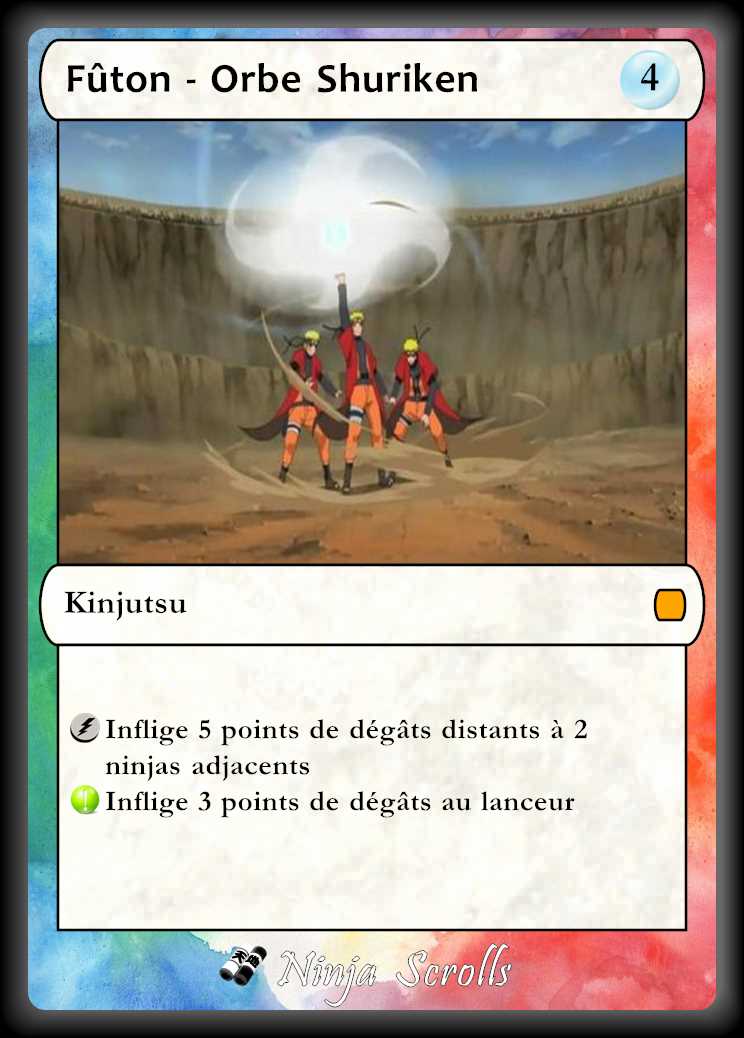 Fûton - Orbe Shuriken
4
Kinjutsu
Inflige 5 points de dégâts distants à 2
ninjas adjacents
Inflige 3 points de dégâts au lanceur
Ninja Scrolls